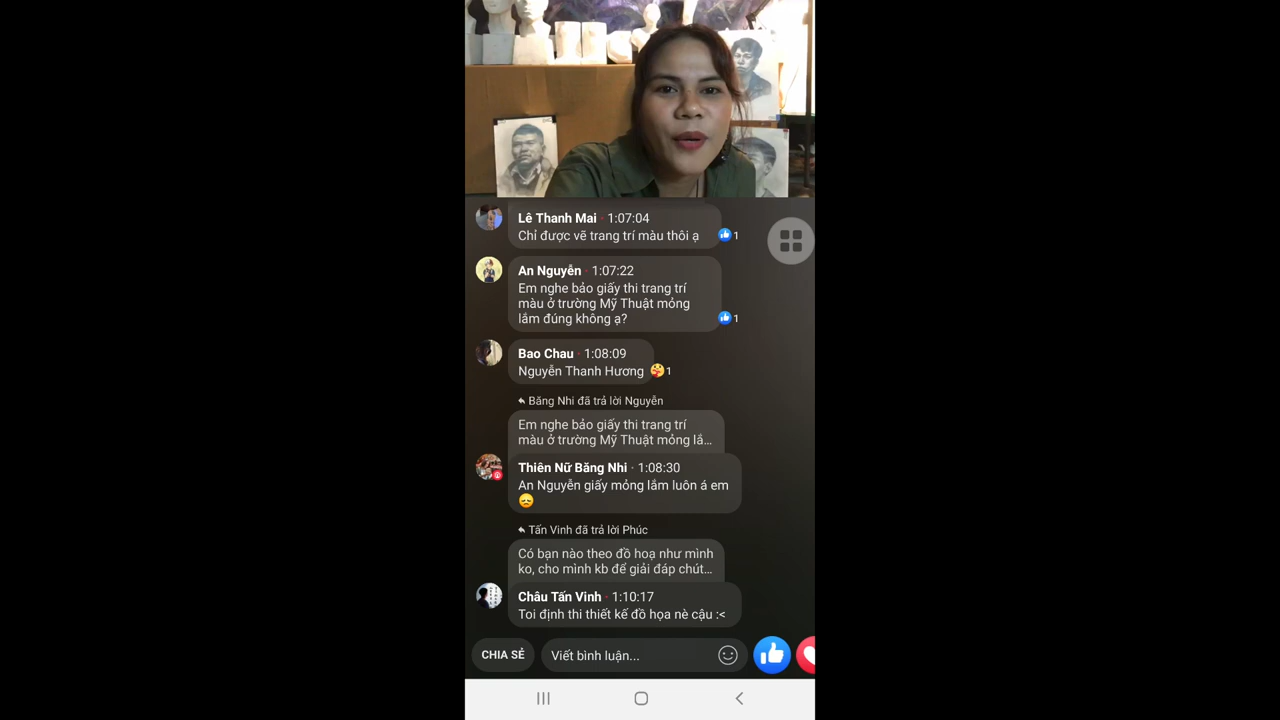 Lê Thanh Mai · 1:07:04
Chỉ được vẽ trang trí màu thôi ạ
1
An Nguyễn · 1:07:22
Em nghe bảo giấy thi trang trí
màu ở trường Mỹ Thuật mỏng
lắm đúng không ạ?
1
Bao Chau · 1:08:09
Nguyễn Thanh Hương
1
Băng Nhi đã trả lời Nguyễn
Em nghe bảo giấy thi trang trí
màu ở trường Mỹ Thuật mỏng lắ...
Thiên Nữ Băng Nhi · 1:08:30
An Nguyễn giấy mỏng lắm luôn á em
😞
Tấn Vinh đã trả lời Phúc
Có bạn nào theo đồ hoạ như mình
ko, cho mình kb để giải đáp chút...
Châu Tấn Vinh · 1:10:17
Toi định thi thiết kế đồ họa nè cậu :<
CHIA SẺ
Viết bình luận...